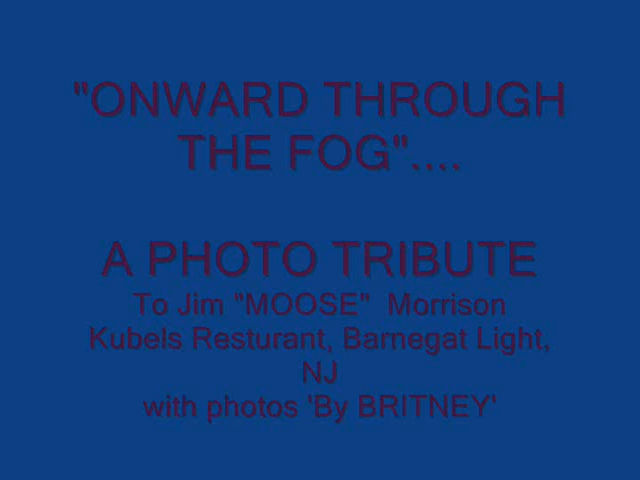 "ONWARD THROUGH
THE FOG"....
A PHOTO TRIBUTE
To Jim "MOOSE"  Morrison
Kubels Resturant, Barnegat Light,
NJ
with photos 'By BRITNEY'